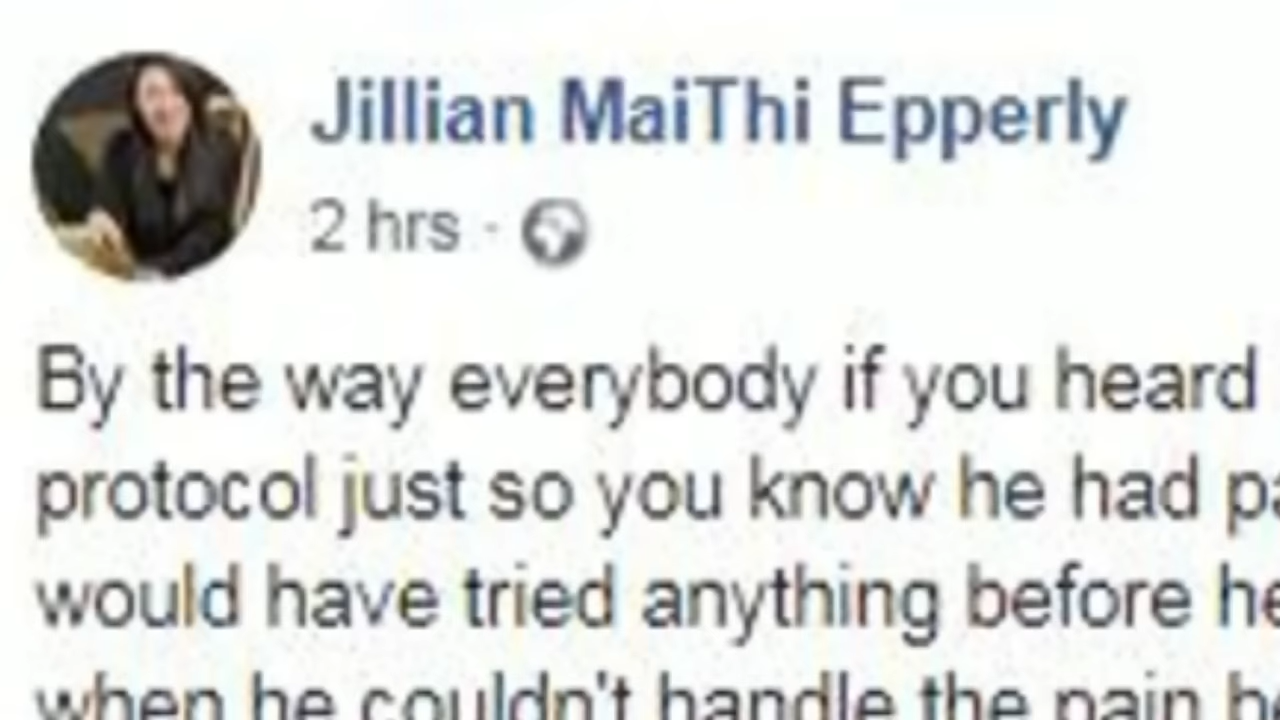 Jillian MaiThi Epperly
2 hrs ·
By the way everybody if you heard
protocol just so you know he had
would have tried anything before he
when he couldn't handle the pain